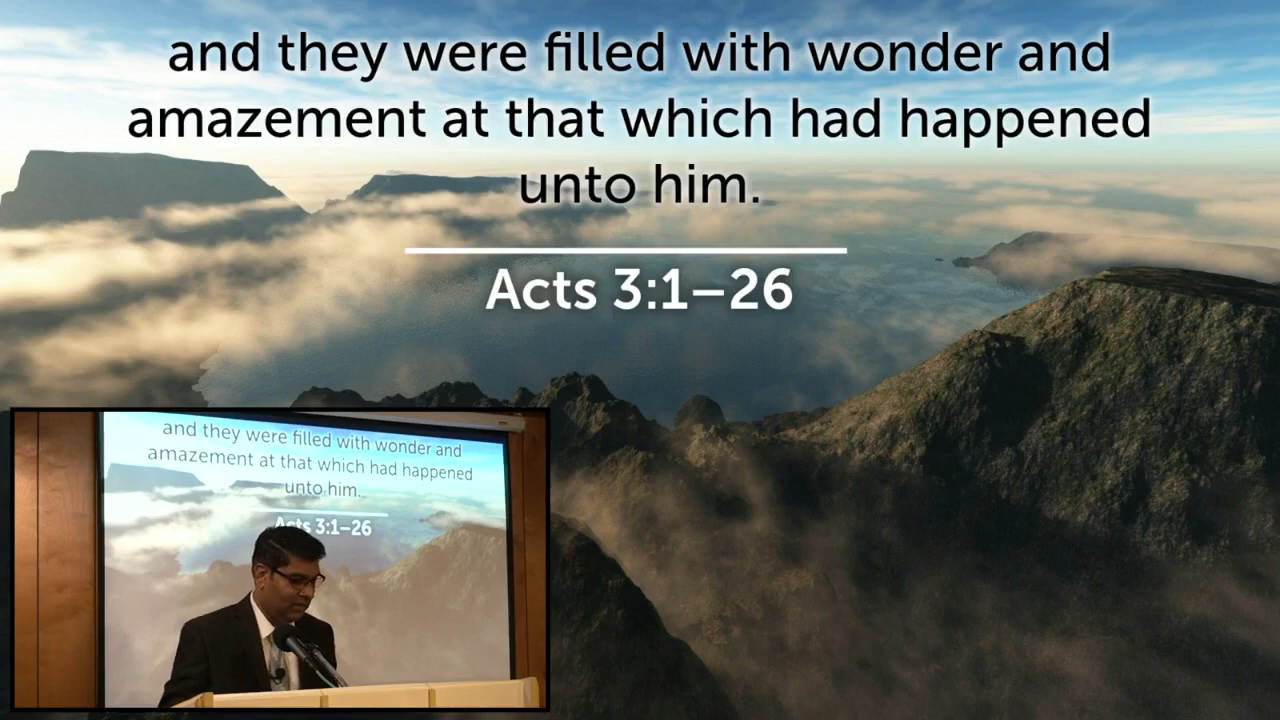 and they were filled with wonder and
amazement at that which had happened
unto him.
Acts 3:1–26
and they were filled with wonder and
amazement at that which had happened
unto him.
Acts 3:1–26